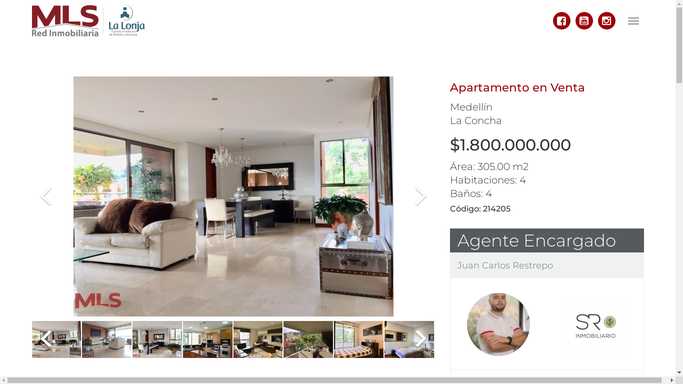 MLS
Red Inmobiliaria
La Lonja
Apartamento en Venta
Medellín
La Concha
$1.800.000.000
Área: 305.00 m2
Habitaciones: 4
Baños: 4
Código: 214205
Agente Encargado
Juan Carlos Restrepo
MLS
SR
INMOBILIARIO